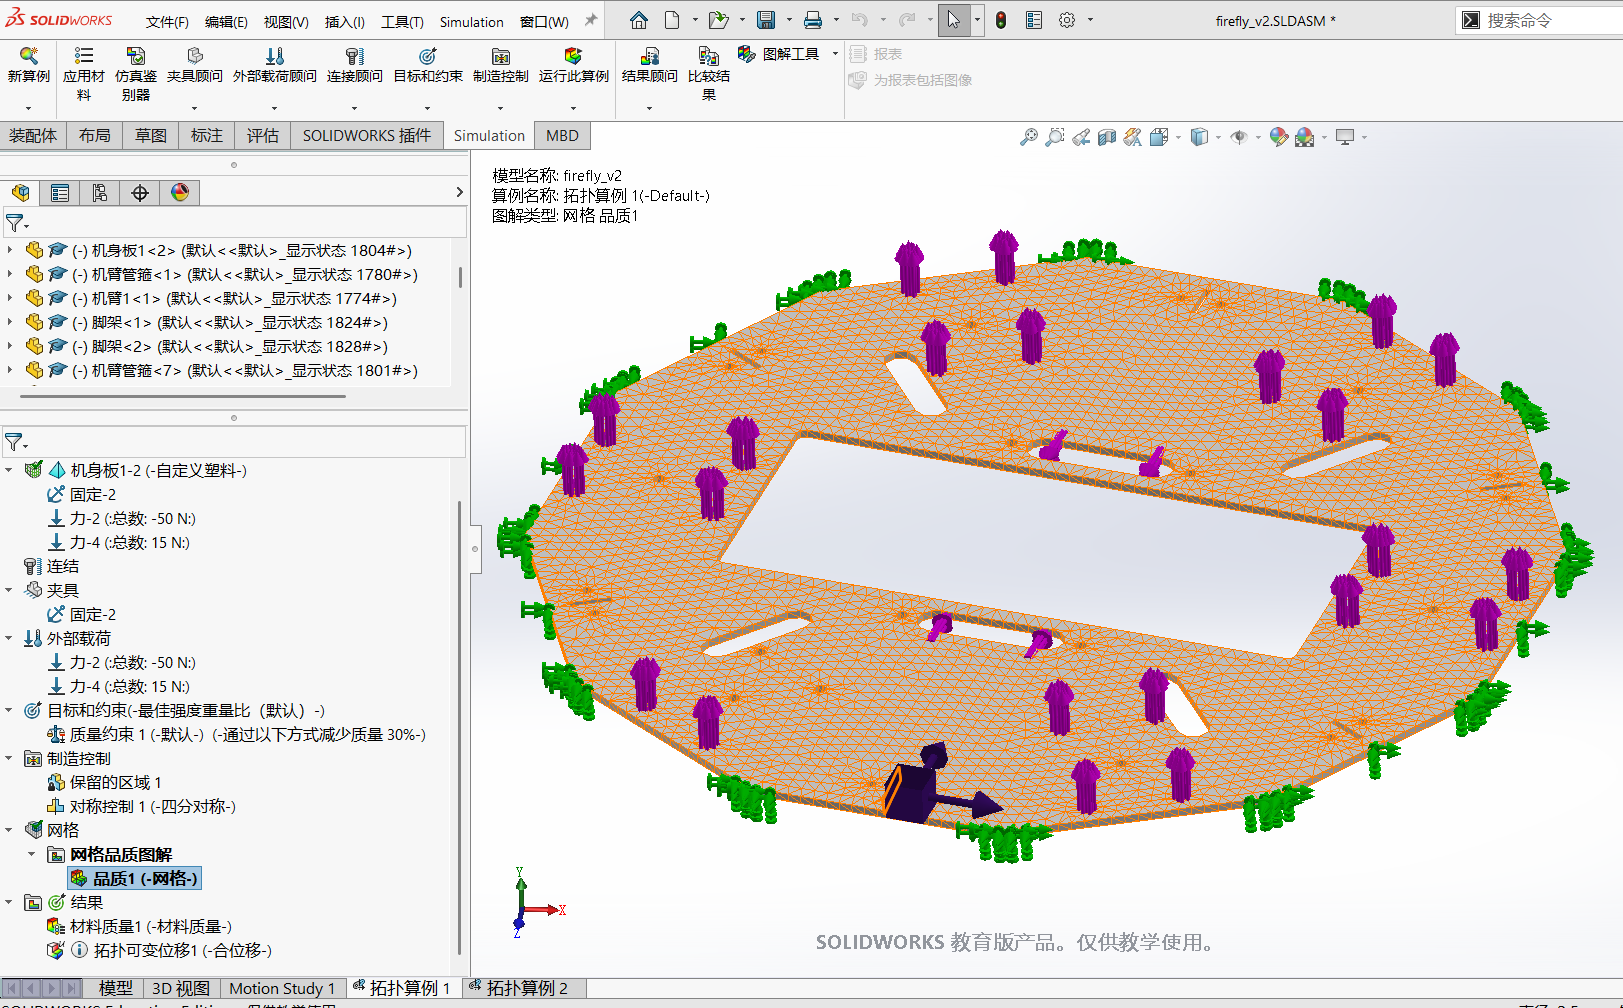 SOLIDWORKS 文件(F) 编辑(E) 视图(V) 插入(I) 工具(T) Simulation 窗口(W) firefly_v2.SLDASM * 搜索命令
新算例 应用材料 仿真鉴别器 夹具顾问 外部载荷顾问 连接顾问 目标和约束 制造控制 运行此算例 结果顾问 比较结果 图解工具 报表
为报表包括图像
装配体 布局 草图 标注 评估 SOLIDWORKS 插件 Simulation MBD
模型名称: firefly_v2
算例名称: 拓扑算例 1(-Default-)
图解类型: 网格 品质1
(-) 机身板1<2> (默认<<默认>_显示状态 1804#>)
(-) 机臂管箍<1> (默认<<默认>_显示状态 1780#>)
(-) 机臂1<1> (默认<<默认>_显示状态 1774#>)
(-) 脚架<1> (默认<<默认>_显示状态 1824#>)
(-) 脚架<2> (默认<<默认>_显示状态 1828#>)
(-) 机臂管箍<7> (默认<<默认>_显示状态 1801#>)
机身板1-2 (-自定义塑料-)
固定-2
力-2 (:总数: -50 N:)
力-4 (:总数: 15 N:)
连结
夹具
固定-2
外部载荷
力-2 (:总数: -50 N:)
力-4 (:总数: 15 N:)
目标和约束(-最佳强度重量比（默认）-)
质量约束 1 (-默认-) (-通过以下方式减少质量 30%-)
制造控制
保留的区域 1
对称控制 1 (-四分对称-)
网格
网格品质图解
品质1 (-网格-)
结果
材料质量1 (-材料质量-)
拓扑可变位移1 (-合位移-)
Y
X
Z
SOLIDWORKS 教育版产品。仅供教学使用。
模型 3D 视图 Motion Study 1 拓扑算例 1 拓扑算例 2